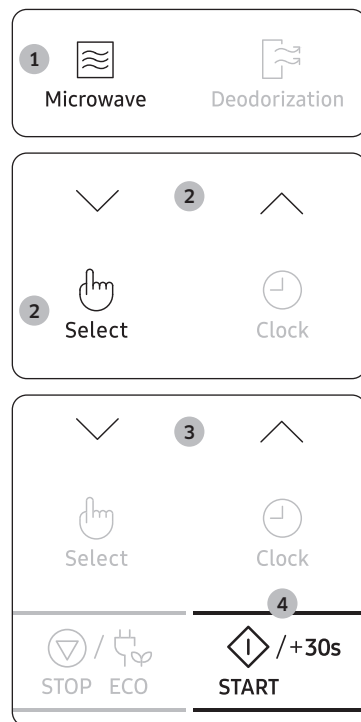 1
Microwave Deodorization
2
2
Select Clock
3
Select Clock
4
/ /+30s
STOP ECO START